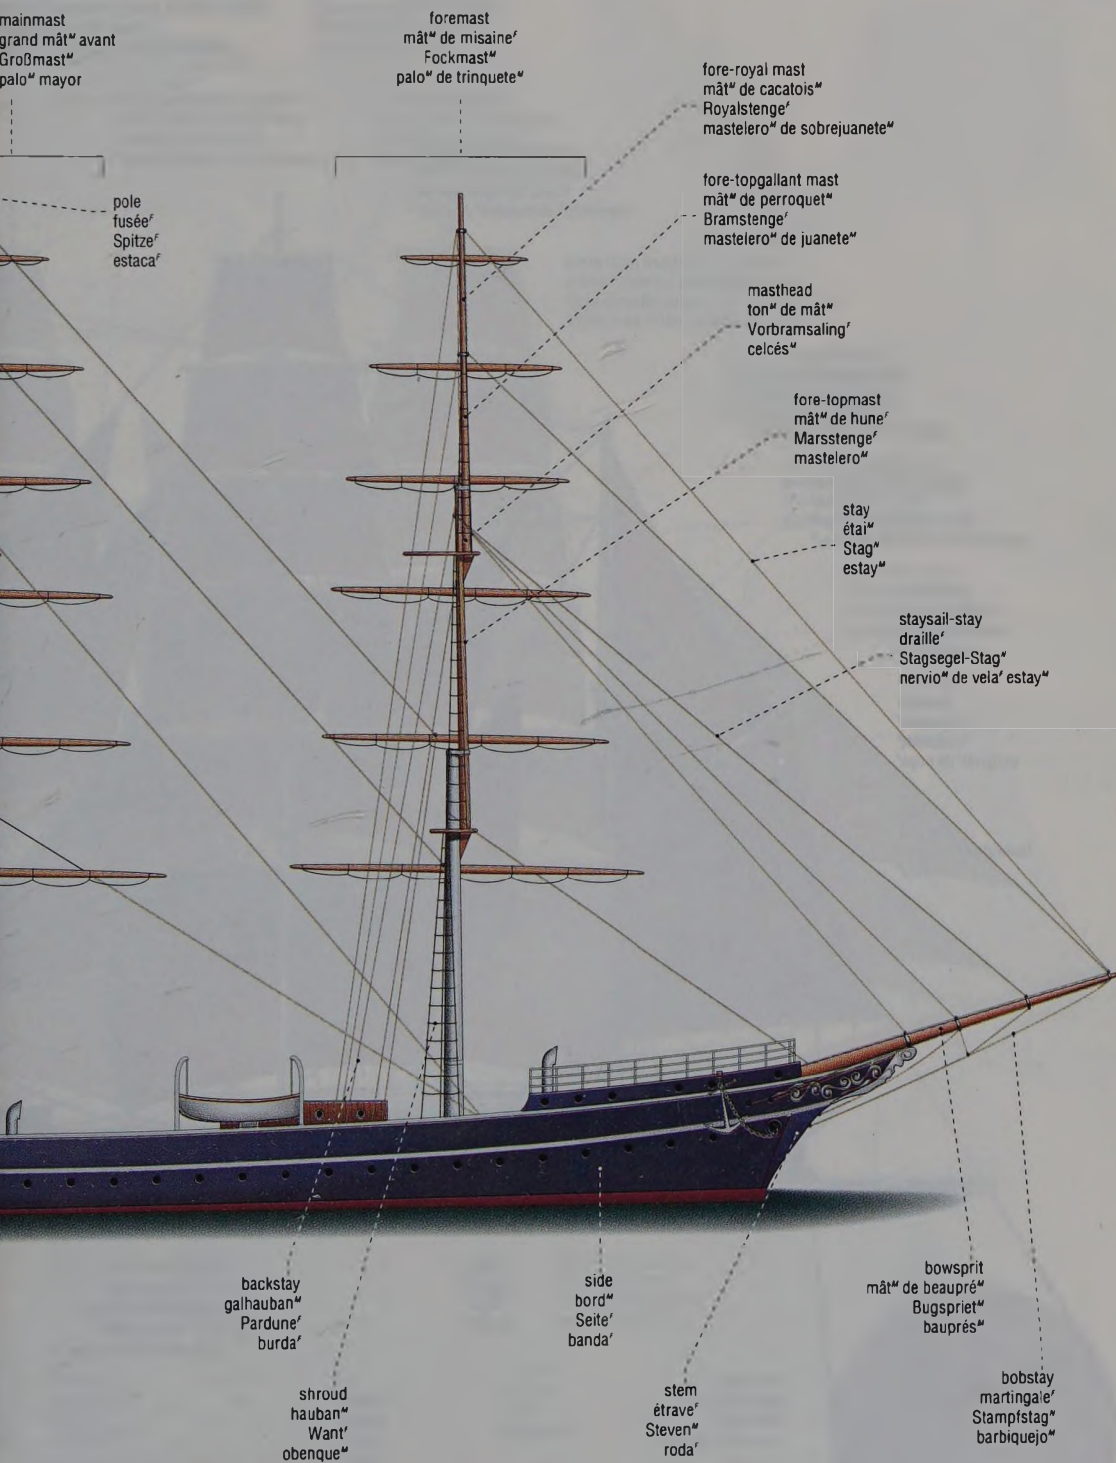 mainmast
grand mâtᴹ avant
Großmastᴹ
paloᴹ mayor
foremast
mâtᴹ de misaineᶠ
Fockmastᴹ
paloᴹ de trinqueteᴹ
fore-royal mast
mâtᴹ de cacatoisᴹ
Royalstengeᶠ
masteleroᴹ de sobrejuaneteᴹ
pole
fuséeᶠ
Spitzeᶠ
estacaᶠ
fore-topgallant mast
mâtᴹ de perroquetᴹ
Bramstengeᶠ
masteleroᴹ de juaneteᴹ
masthead
tonᴹ de mâtᴹ
Vorbramsalingᶠ
celcésᴹ
fore-topmast
mâtᴹ de huneᶠ
Marsstengeᶠ
masteleroᴹ
stay
étaiᴹ
Stagᴺ
estayᴹ
staysail-stay
drailleᶠ
Stagsegel-Stagᴺ
nervioᴹ de velaᶠ estayᴹ
backstay
galhaubanᴹ
Parduneᶠ
burdaᶠ
shroud
haubanᴹ
Wantᶠ
obenqueᴹ
side
bordᴹ
Seiteᶠ
bandaᶠ
stem
étraveᶠ
Stevenᴹ
rodaᶠ
bowsprit
mâtᴹ de beaupréᴹ
Bugsprietᴹ
bauprésᴹ
bobstay
martingaleᶠ
Stampfstagᴺ
barbiquejoᴹ